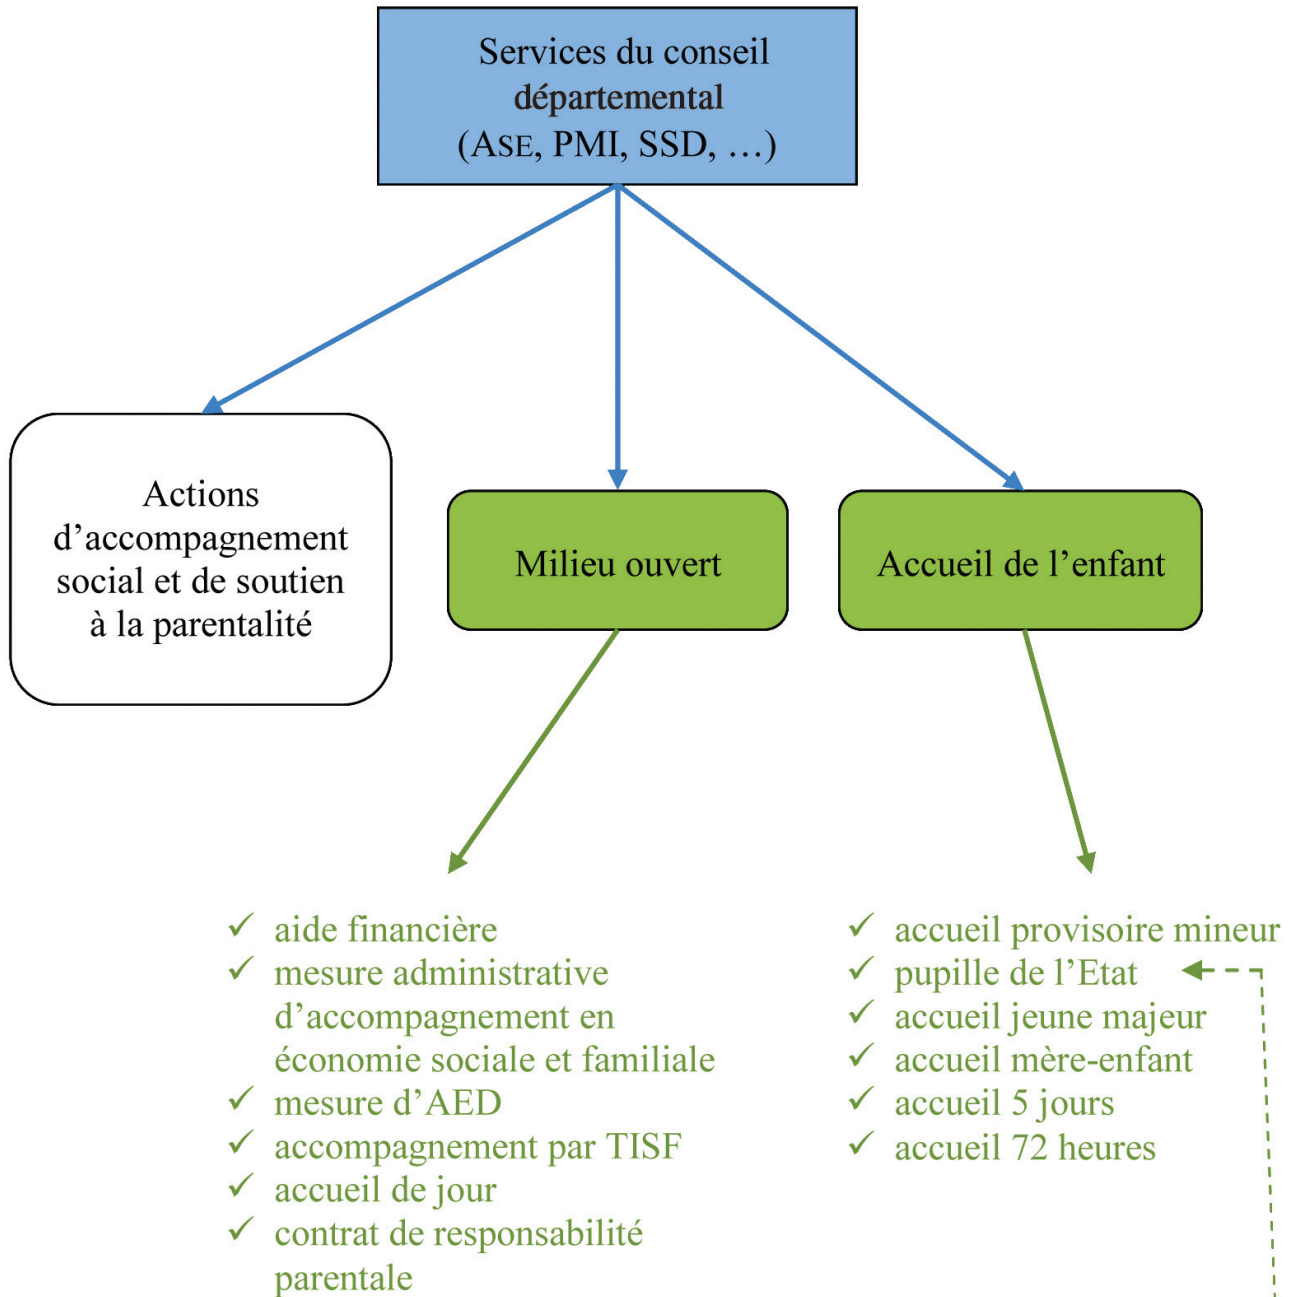 Services du conseil
départemental
(ASE, PMI, SSD, …)
Actions
d’accompagnement
social et de soutien
à la parentalité
Milieu ouvert
Accueil de l’enfant
✓ aide financière
✓ mesure administrative
d’accompagnement en
économie sociale et familiale
✓ mesure d’AED
✓ accompagnement par TISF
✓ accueil de jour
✓ contrat de responsabilité
parentale
✓ accueil provisoire mineur
✓ pupille de l’Etat
✓ accueil jeune majeur
✓ accueil mère-enfant
✓ accueil 5 jours
✓ accueil 72 heures